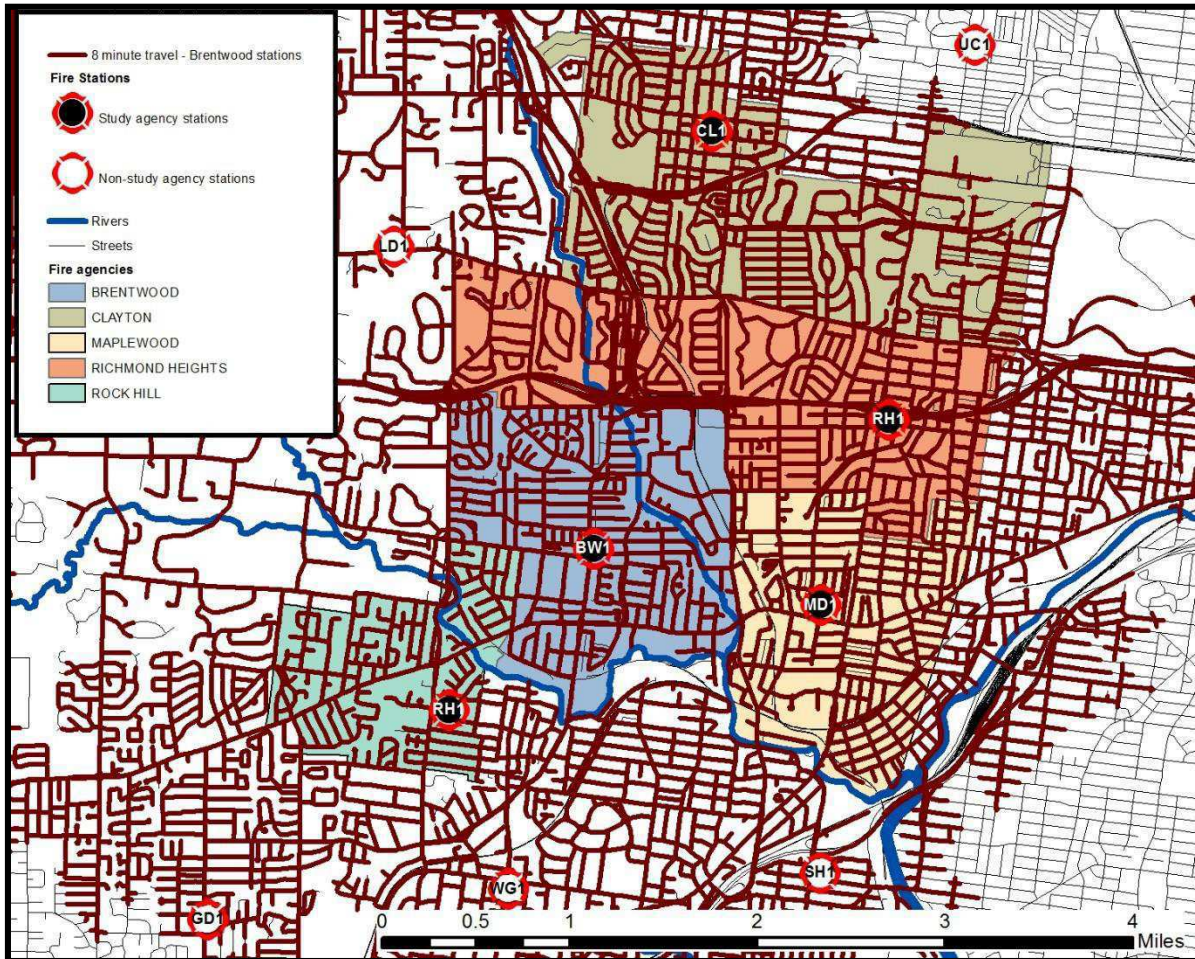 8 minute travel - Brentwood stations
Fire Stations
Study agency stations
Non-study agency stations
Rivers
Streets
Fire agencies
BRENTWOOD
CLAYTON
MAPLEWOOD
RICHMOND HEIGHTS
ROCK HILL
UC1
CL1
LD1
RH1
BW1
MD1
RH1
SH1
WG1
GD1
0 0.5 1 2 3 4
Miles